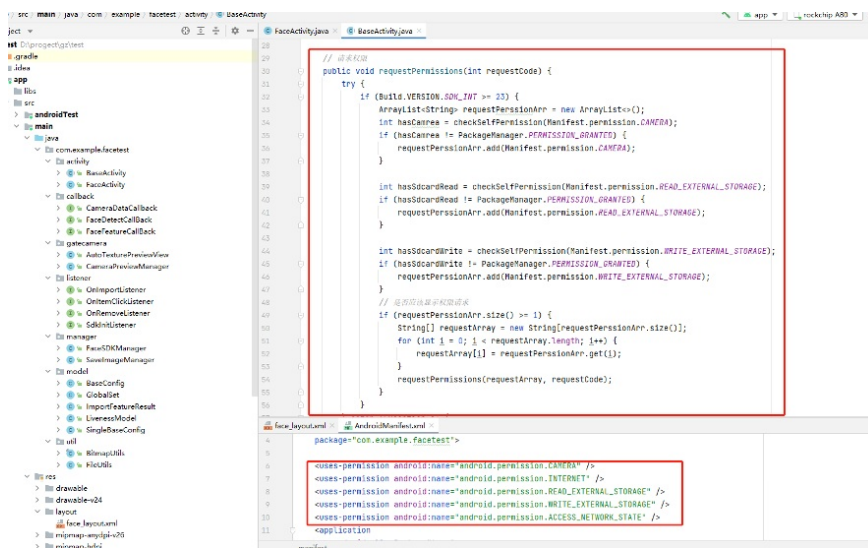 src
main
java
com
example
facetest
activity
BaseActivity
app
rockchip A80
ject
FaceActivity.java
BaseActivity.java
est D:\progect\gz\test
.gradle
.idea
app
libs
src
androidTest
main
java
com.example.facetest
activity
BaseActivity
FaceActivity
callback
CameraDataCallback
FaceDetectCallBack
FaceFeatureCallBack
gatecamera
AutoTexturePreviewView
CameraPreviewManager
listener
OnImportListener
OnItemClickListener
OnRemoveListener
SdkInitListener
manager
FaceSDKManager
SaveImageManager
model
BaseConfig
GlobalSet
ImportFeatureResult
LivenessModel
SingleBaseConfig
util
BitmapUtils
FileUtils
res
drawable
drawable-v24
layout
face_layout.xml
mipmap-anydpi-v26
mipmap-hdpi
28
29 // 请求权限
30 public void requestPermissions(int requestCode) {
31 try {
32 if (Build.VERSION.SDK_INT >= 23) {
33 ArrayList<String> requestPerssionArr = new ArrayList<>();
34 int hasCamrea = checkSelfPermission(Manifest.permission.CAMERA);
35 if (hasCamrea != PackageManager.PERMISSION_GRANTED) {
36 requestPerssionArr.add(Manifest.permission.CAMERA);
37 }
38
39 int hasSdcardRead = checkSelfPermission(Manifest.permission.READ_EXTERNAL_STORAGE);
40 if (hasSdcardRead != PackageManager.PERMISSION_GRANTED) {
41 requestPerssionArr.add(Manifest.permission.READ_EXTERNAL_STORAGE);
42 }
43
44 int hasSdcardWrite = checkSelfPermission(Manifest.permission.WRITE_EXTERNAL_STORAGE);
45 if (hasSdcardWrite != PackageManager.PERMISSION_GRANTED) {
46 requestPerssionArr.add(Manifest.permission.WRITE_EXTERNAL_STORAGE);
47 }
48 // 是否应该显示权限请求
49 if (requestPerssionArr.size() >= 1) {
50 String[] requestArray = new String[requestPerssionArr.size()];
51 for (int i = 0; i < requestArray.length; i++) {
52 requestArray[i] = requestPerssionArr.get(i);
53 }
54 requestPermissions(requestArray, requestCode);
55 }
56 }
face_layout.xml
AndroidManifest.xml
4 package="com.example.facetest">
5
6 <uses-permission android:name="android.permission.CAMERA" />
7 <uses-permission android:name="android.permission.INTERNET" />
8 <uses-permission android:name="android.permission.READ_EXTERNAL_STORAGE" />
9 <uses-permission android:name="android.permission.WRITE_EXTERNAL_STORAGE" />
10 <uses-permission android:name="android.permission.ACCESS_NETWORK_STATE" />
11 <application
manifest